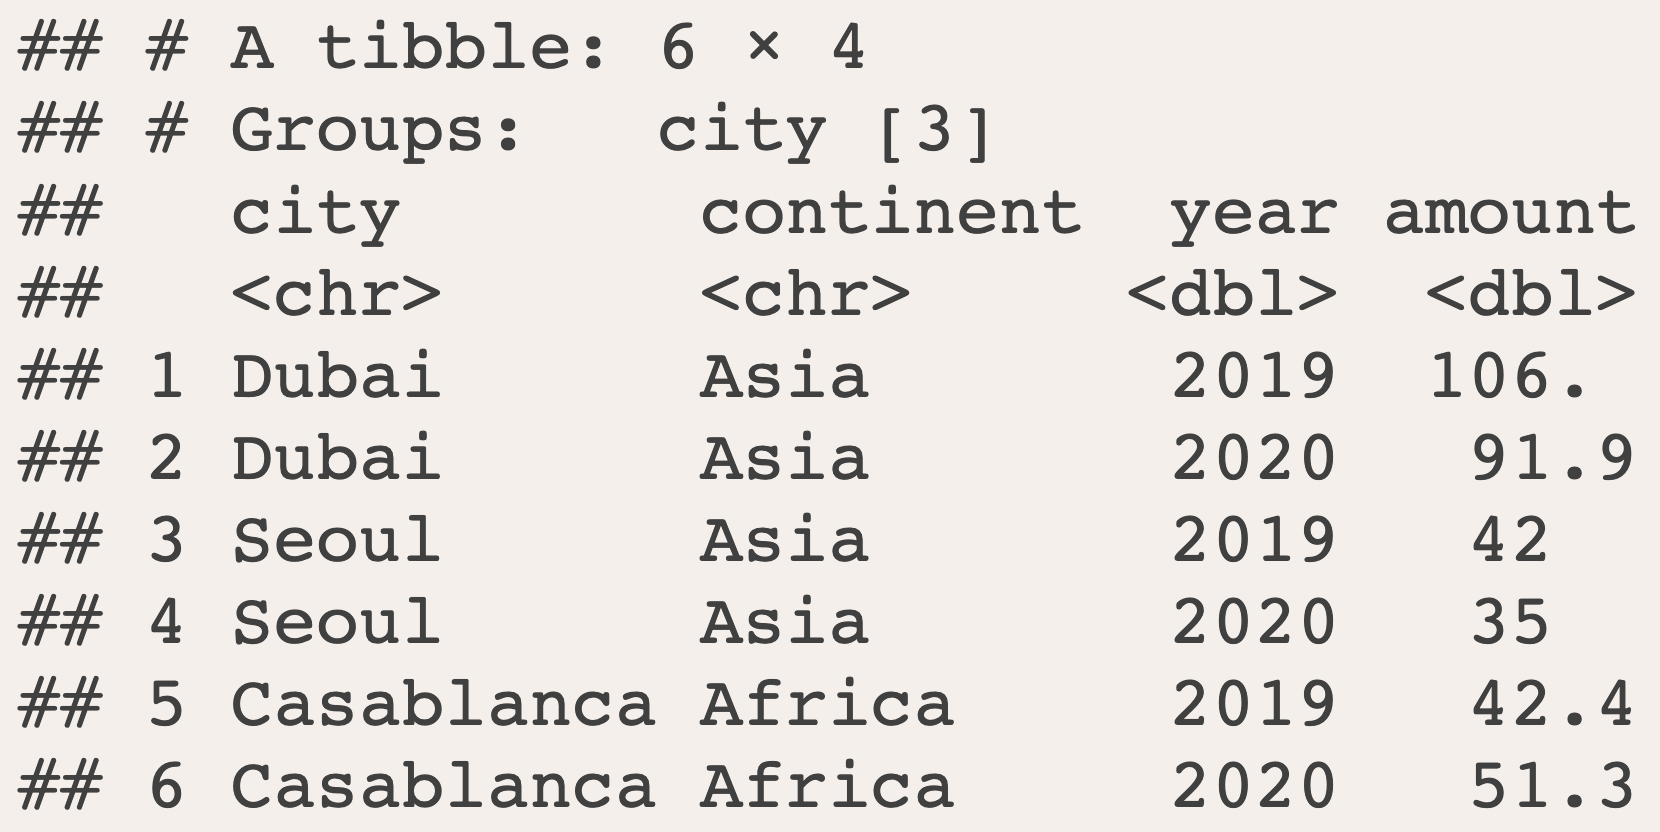 ## # A tibble: 6 × 4
## # Groups:   city [3]
##   city       continent  year amount
##   <chr>      <chr>     <dbl>  <dbl>
## 1 Dubai      Asia       2019  106. 
## 2 Dubai      Asia       2020   91.9
## 3 Seoul      Asia       2019   42  
## 4 Seoul      Asia       2020   35  
## 5 Casablanca Africa     2019   42.4
## 6 Casablanca Africa     2020   51.3